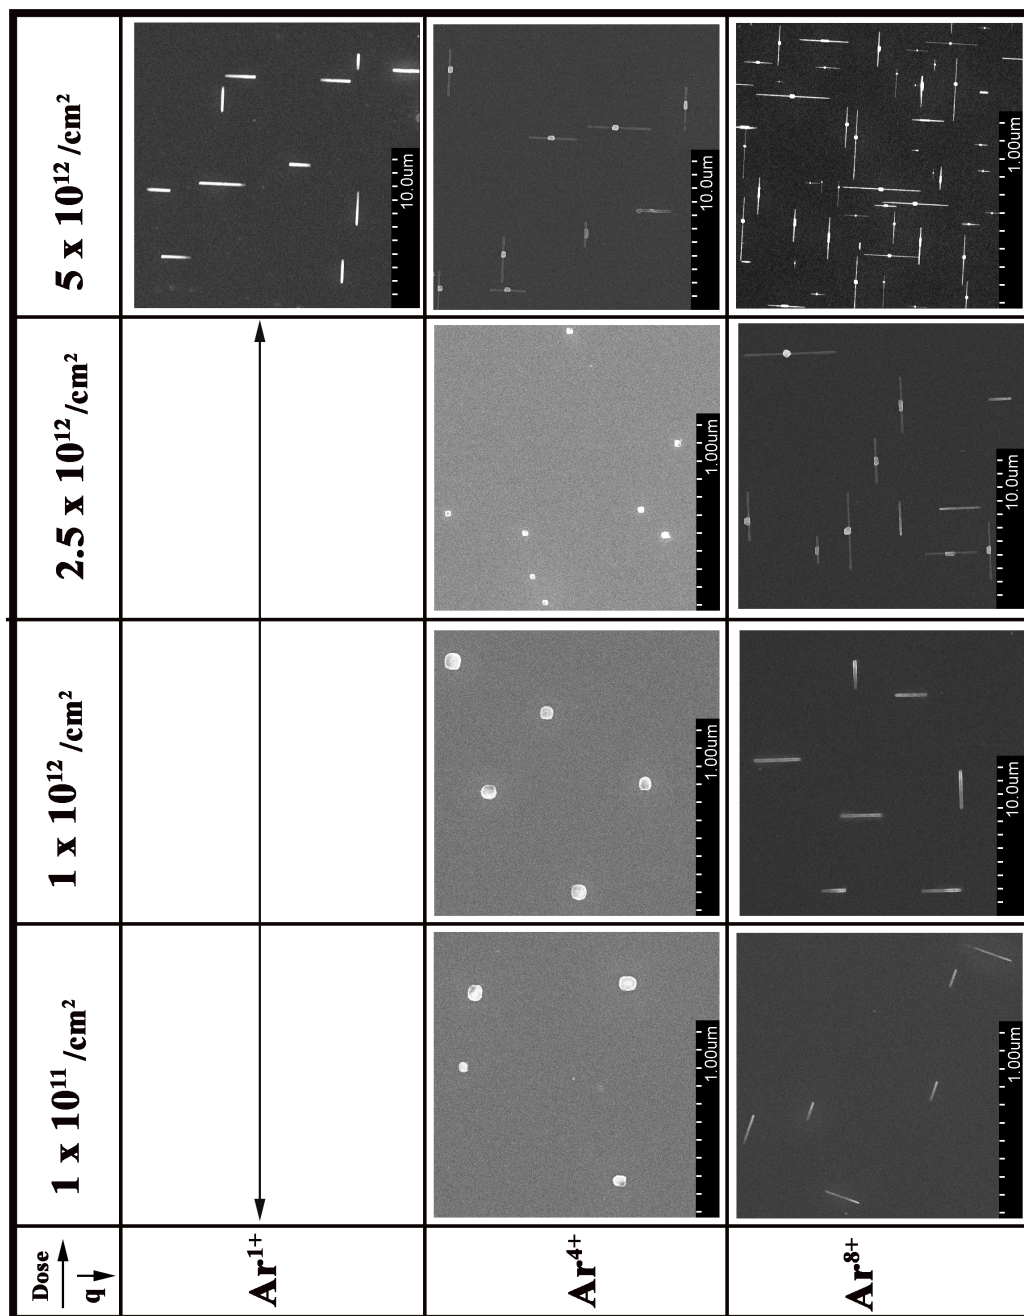 Dose
q
1 x 10¹¹ /cm²
1 x 10¹² /cm²
2.5 x 10¹² /cm²
5 x 10¹² /cm²
Ar¹⁺
10.0um
Ar⁴⁺
1.00um
1.00um
1.00um
10.0um
Ar⁸⁺
1.00um
10.0um
10.0um
1.00um